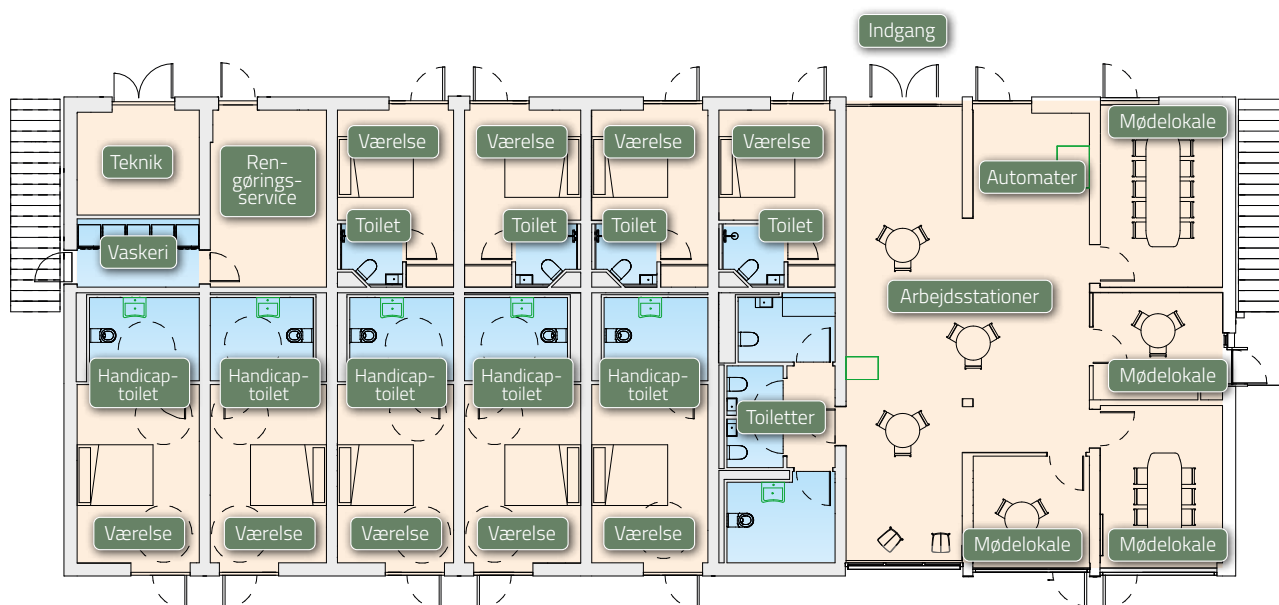 Indgang
Teknik
Ren-
gørings-
service
Værelse
Værelse
Værelse
Værelse
Mødelokale
Automater
Toilet
Toilet
Toilet
Toilet
Vaskeri
Arbejdsstationer
Handicap-
toilet
Handicap-
toilet
Handicap-
toilet
Handicap-
toilet
Handicap-
toilet
Mødelokale
Toiletter
Værelse
Værelse
Værelse
Værelse
Værelse
Mødelokale
Mødelokale